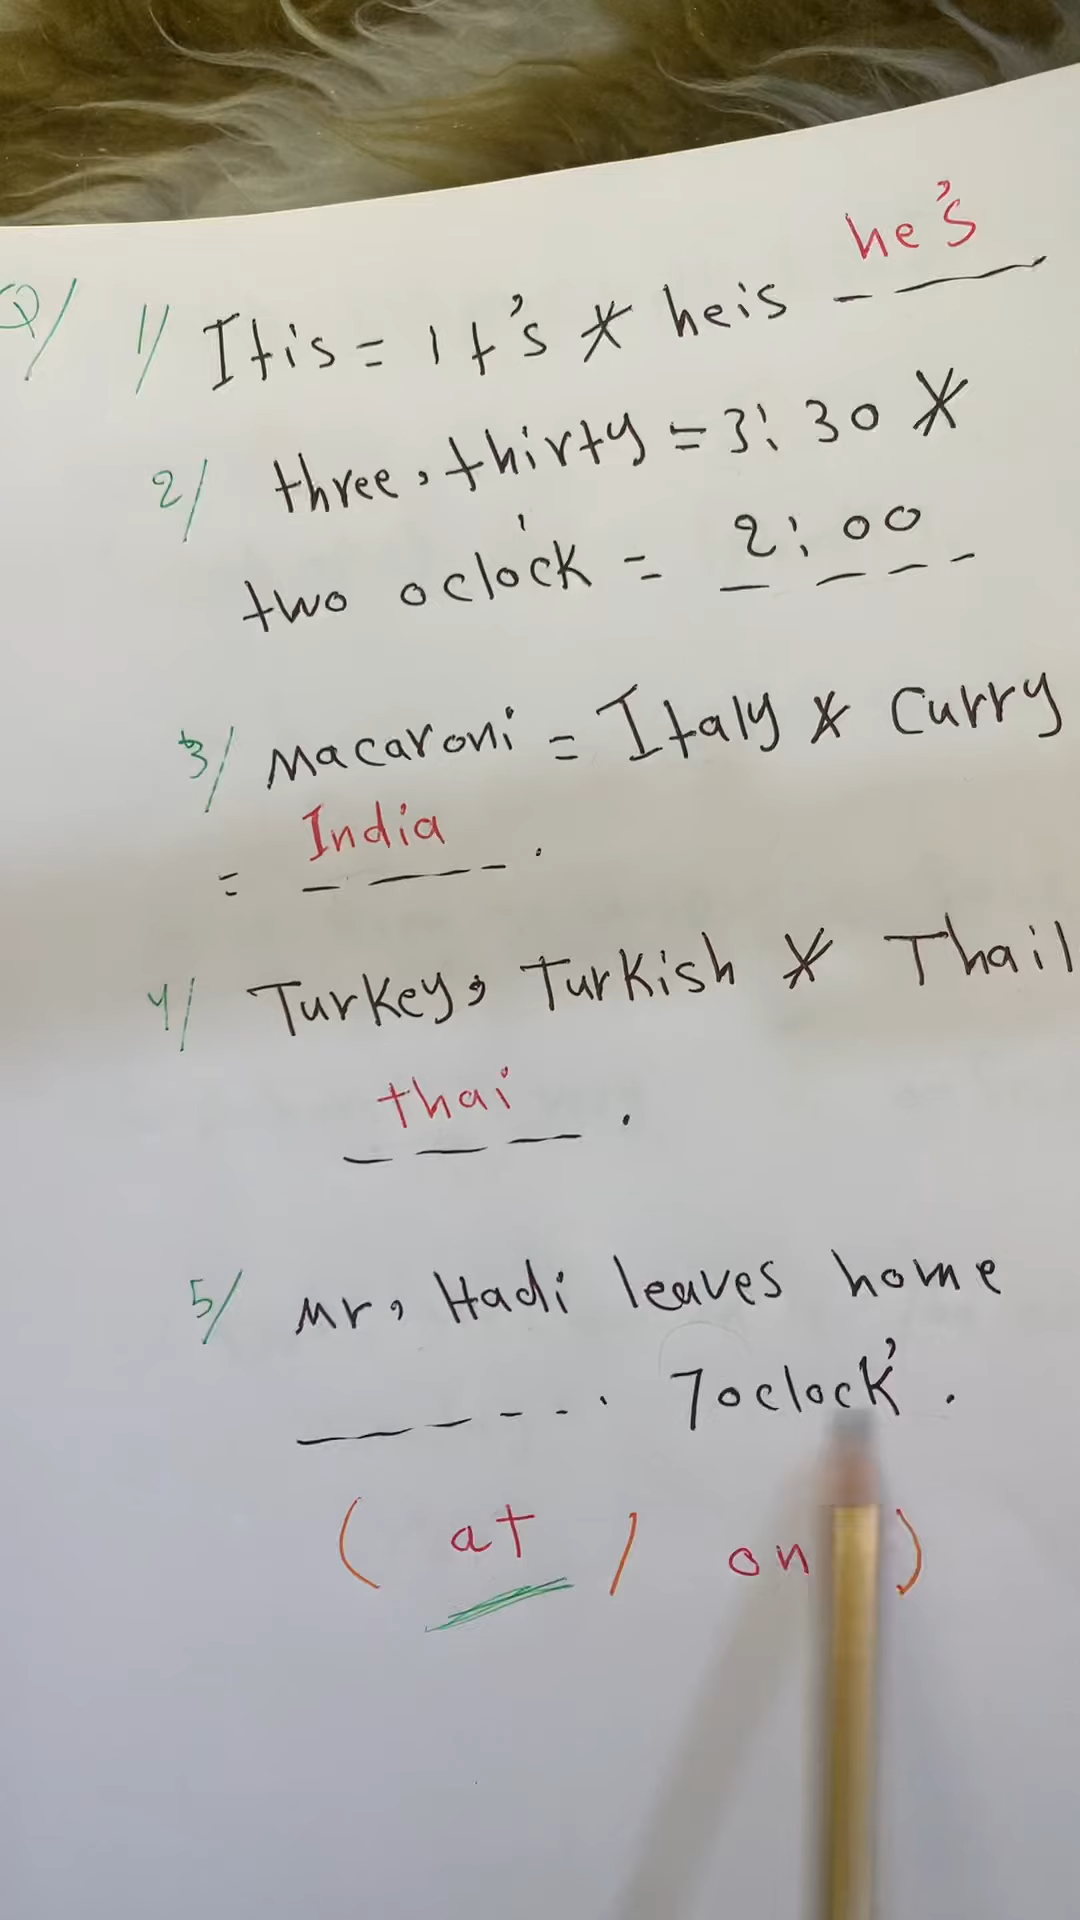 Q/ 1/ It is = It's * he is he's
2/ three, thirty = 3:30 *
two o'clock = 2:00
3/ macaroni = Italy * Curry
= India .
4/ Turkey, Turkish * Thail
thai .
5/ Mr, Hadi leaves home
7 oclock' .
( at / on )